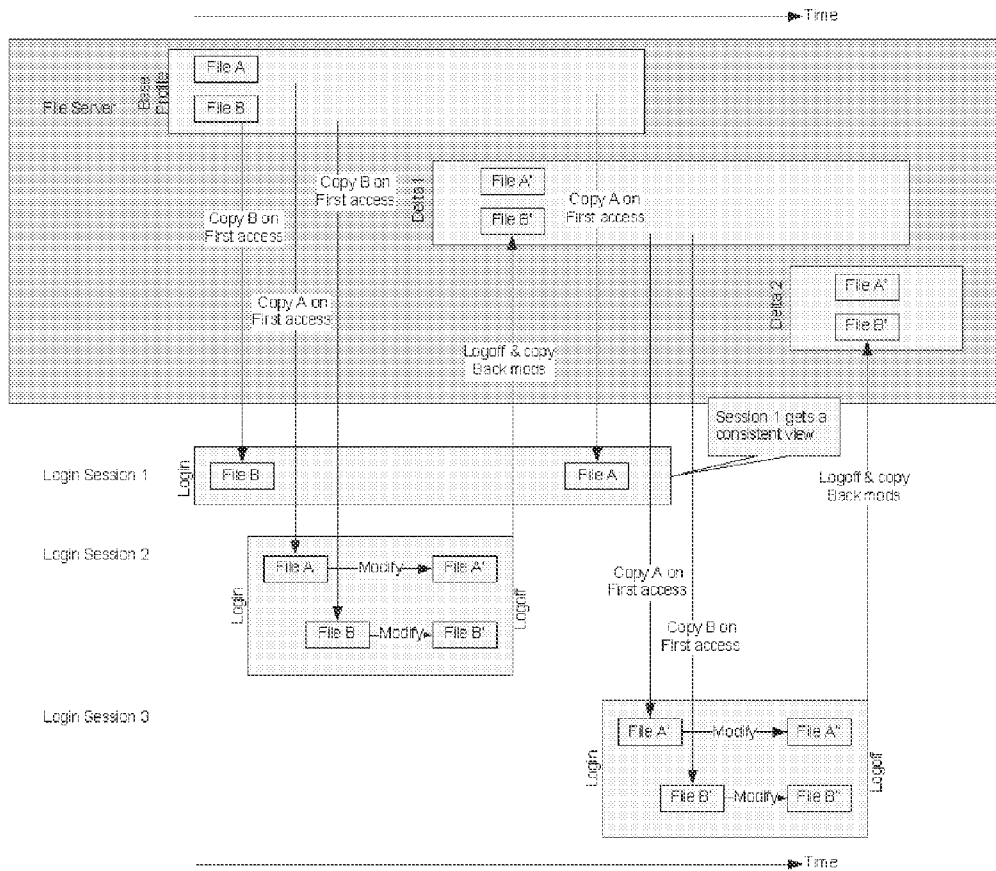 Time
File Server
Base
Profile
File A
File B
Copy B on
First access
Copy B on
First access
Copy A on
First access
Delta 1
File A'
File B'
Copy A on
First access
Delta 2
File A'
File B'
Logoff & copy
Back mods
Session 1 gets a
consistent view
Login Session 1
Login
File B
File A
Logoff & copy
Back mods
Login Session 2
Login
File A
Modify
File A'
File B
Modify
File B'
Logoff
Copy A on
First access
Copy B on
First access
Login Session 3
Login
File A'
Modify
File A"
File B'
Modify
File B"
Logoff
Time